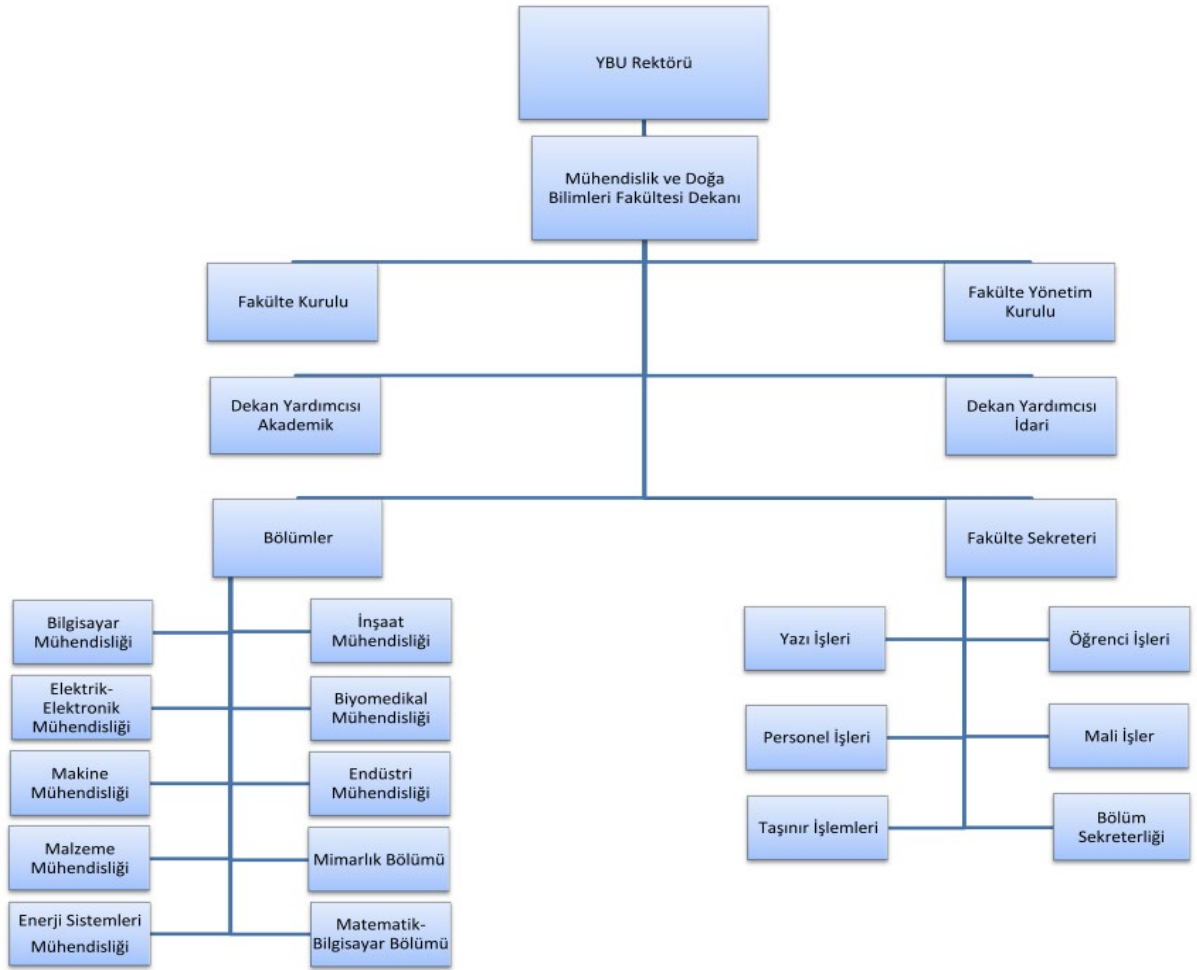 YBU Rektörü
Mühendislik ve Doğa
Bilimleri Fakültesi Dekanı
Fakülte Kurulu
Fakülte Yönetim
Kurulu
Dekan Yardımcısı
Akademik
Dekan Yardımcısı
İdari
Bölümler
Fakülte Sekreteri
Bilgisayar
Mühendisliği
İnşaat
Mühendisliği
Elektrik-
Elektronik
Mühendisliği
Biyomedikal
Mühendisliği
Makine
Mühendisliği
Endüstri
Mühendisliği
Malzeme
Mühendisliği
Mimarlık Bölümü
Enerji Sistemleri
Mühendisliği
Matematik-
Bilgisayar Bölümü
Yazı İşleri
Öğrenci İşleri
Personel İşleri
Mali İşler
Taşınır İşlemleri
Bölüm
Sekreterliği